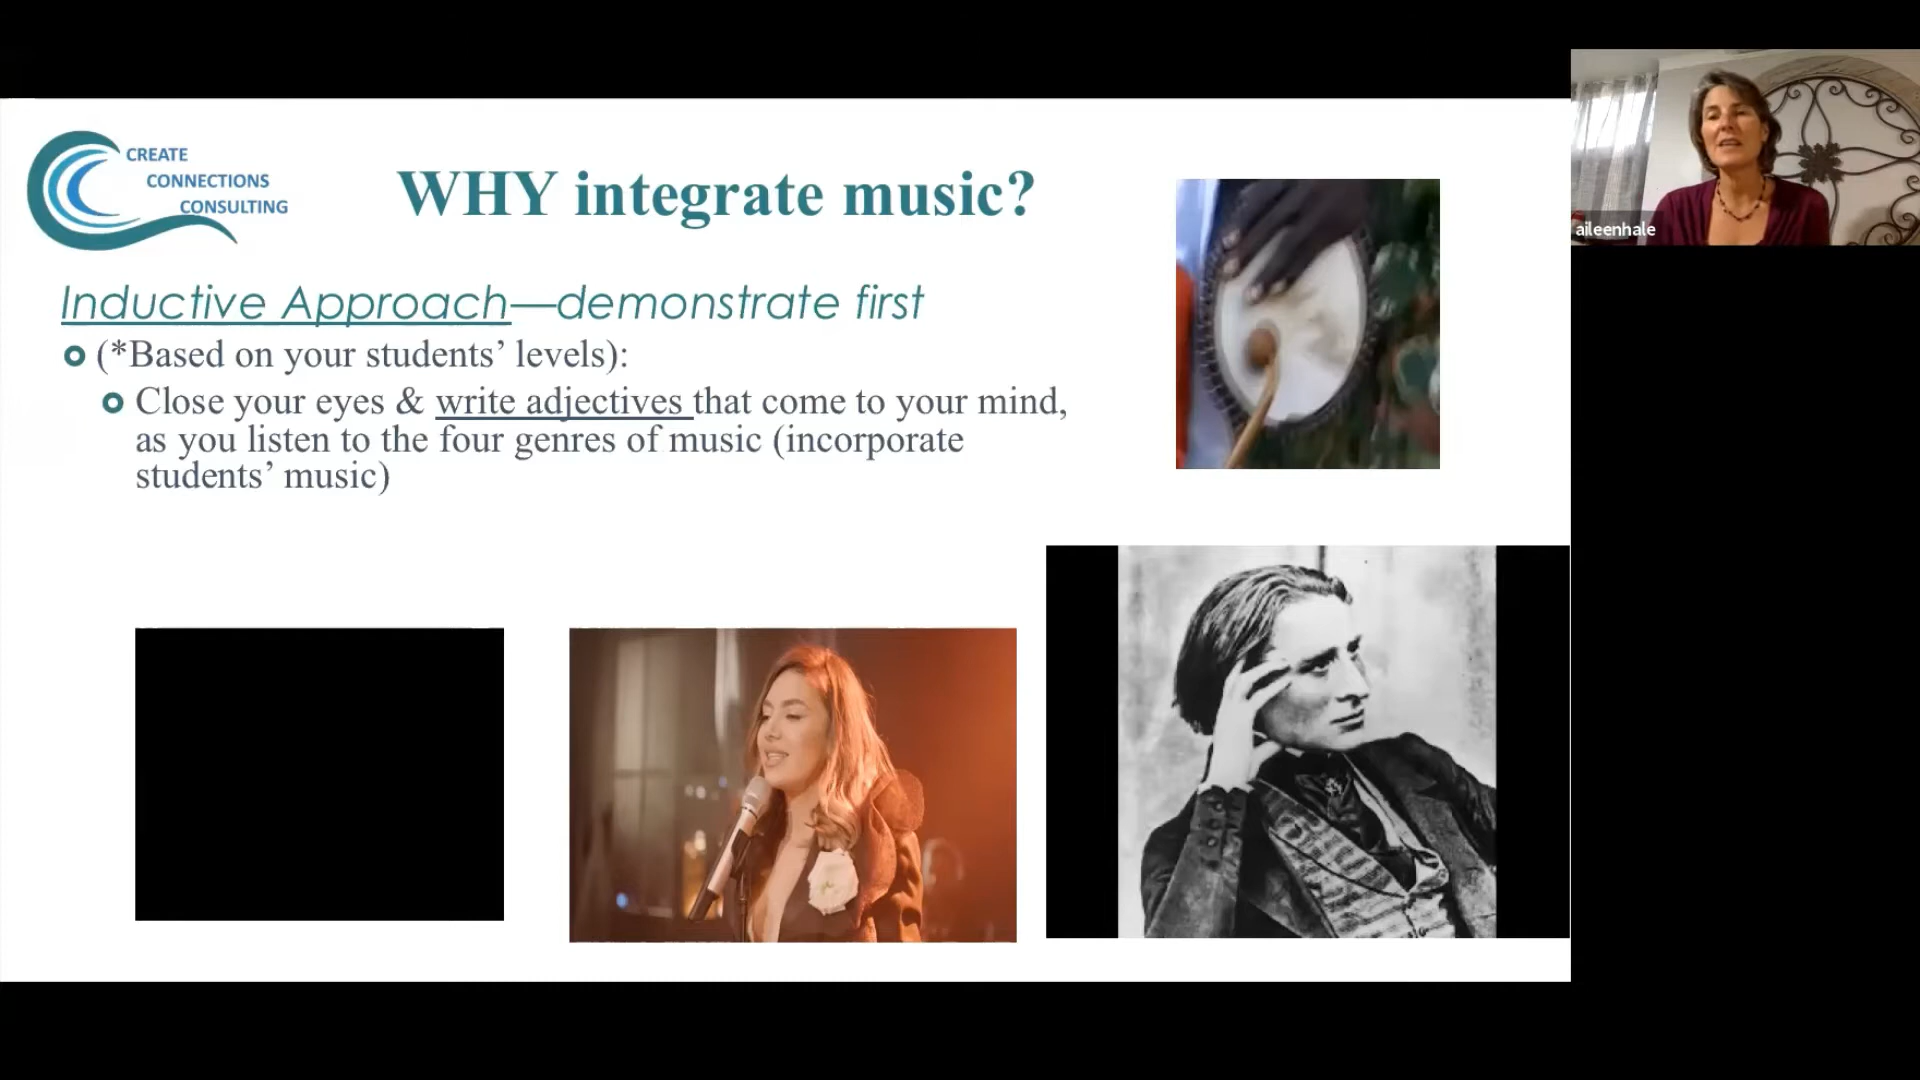 CREATE
CONNECTIONS
CONSULTING
WHY integrate music?
Inductive Approach—demonstrate first
(*Based on your students’ levels):
Close your eyes & write adjectives that come to your mind,
as you listen to the four genres of music (incorporate
students’ music)
aileenhale